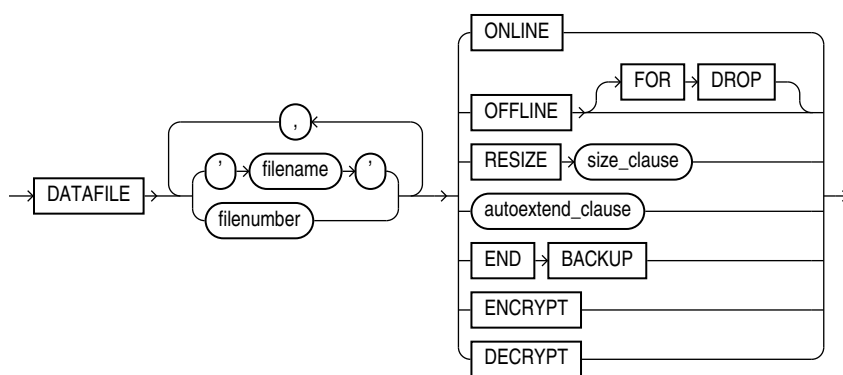 ONLINE
FOR DROP
OFFLINE
,
' filename '
RESIZE size_clause
DATAFILE
filenumber
autoextend_clause
END BACKUP
ENCRYPT
DECRYPT